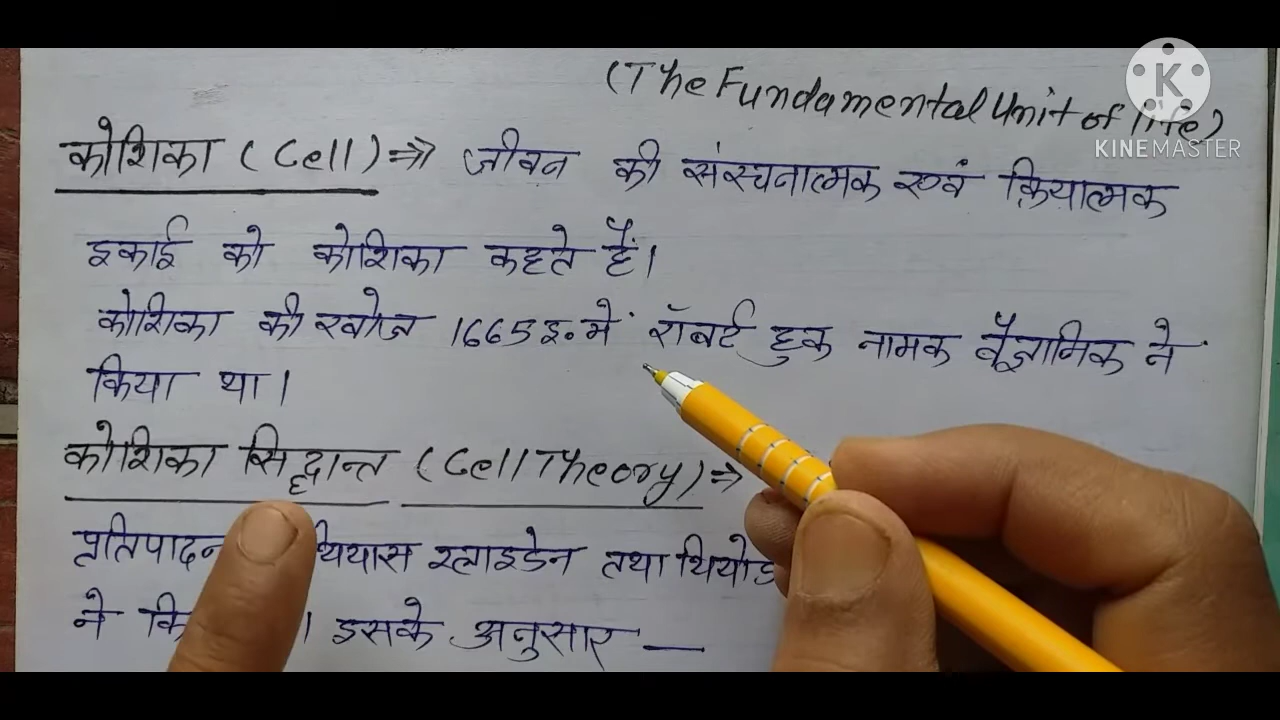 (The Fundamental Unit of life)
KINEMASTER
कोशिका (Cell) ⇒ जीवन की संरचनात्मक एवं क्रियात्मक
इकाई को कोशिका कहते हैं।
कोशिका की खोज 1665 ई० में रॉबर्ट हुक नामक वैज्ञानिक ने
किया था।
कोशिका सिद्धान्त (Cell Theory) ⇒
प्रतिपादन थियास श्लाइडेन तथा थियो
ने कि । इसके अनुसार —